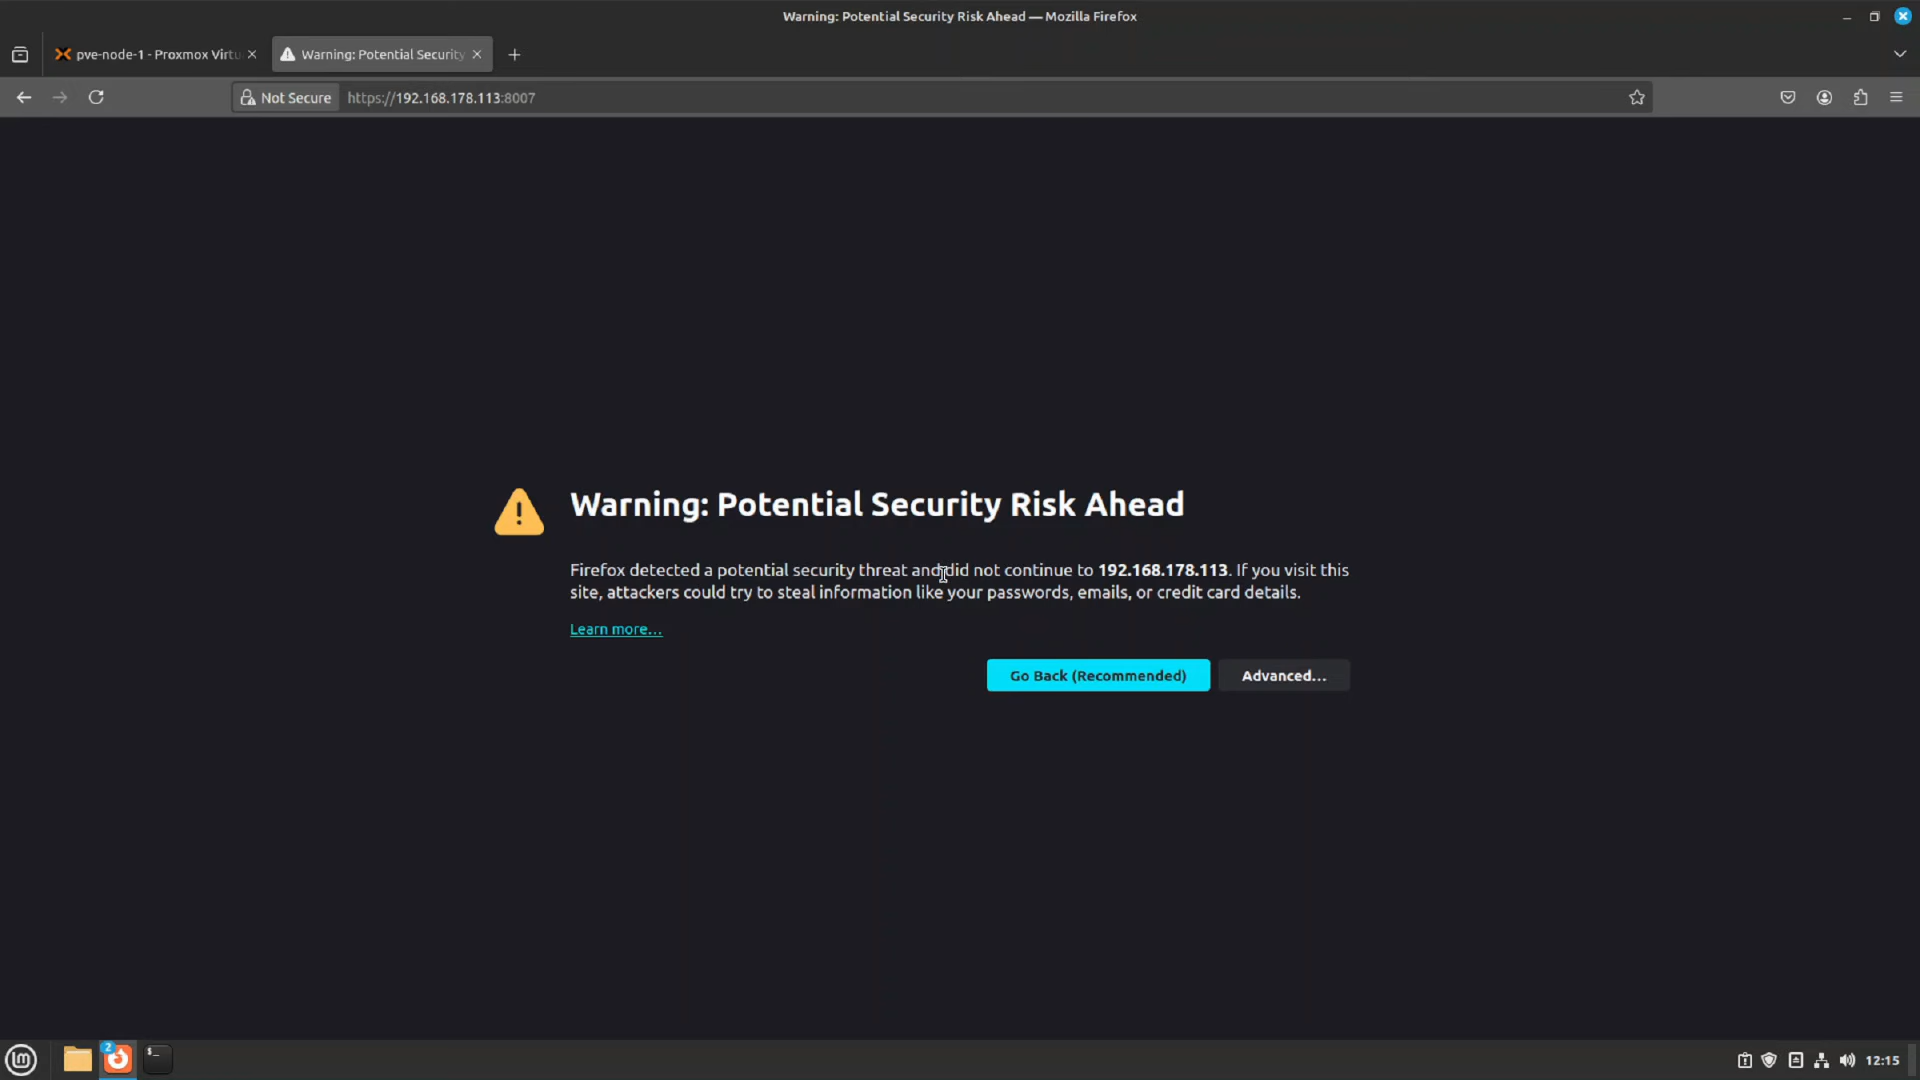 Warning: Potential Security Risk Ahead — Mozilla Firefox
pve-node-1 - Proxmox Virtu
Warning: Potential Security
Not Secure
https://192.168.178.113:8007
Warning: Potential Security Risk Ahead
Firefox detected a potential security threat and did not continue to 192.168.178.113. If you visit this
site, attackers could try to steal information like your passwords, emails, or credit card details.
Learn more…
Go Back (Recommended)
Advanced…
2
$_
12:15